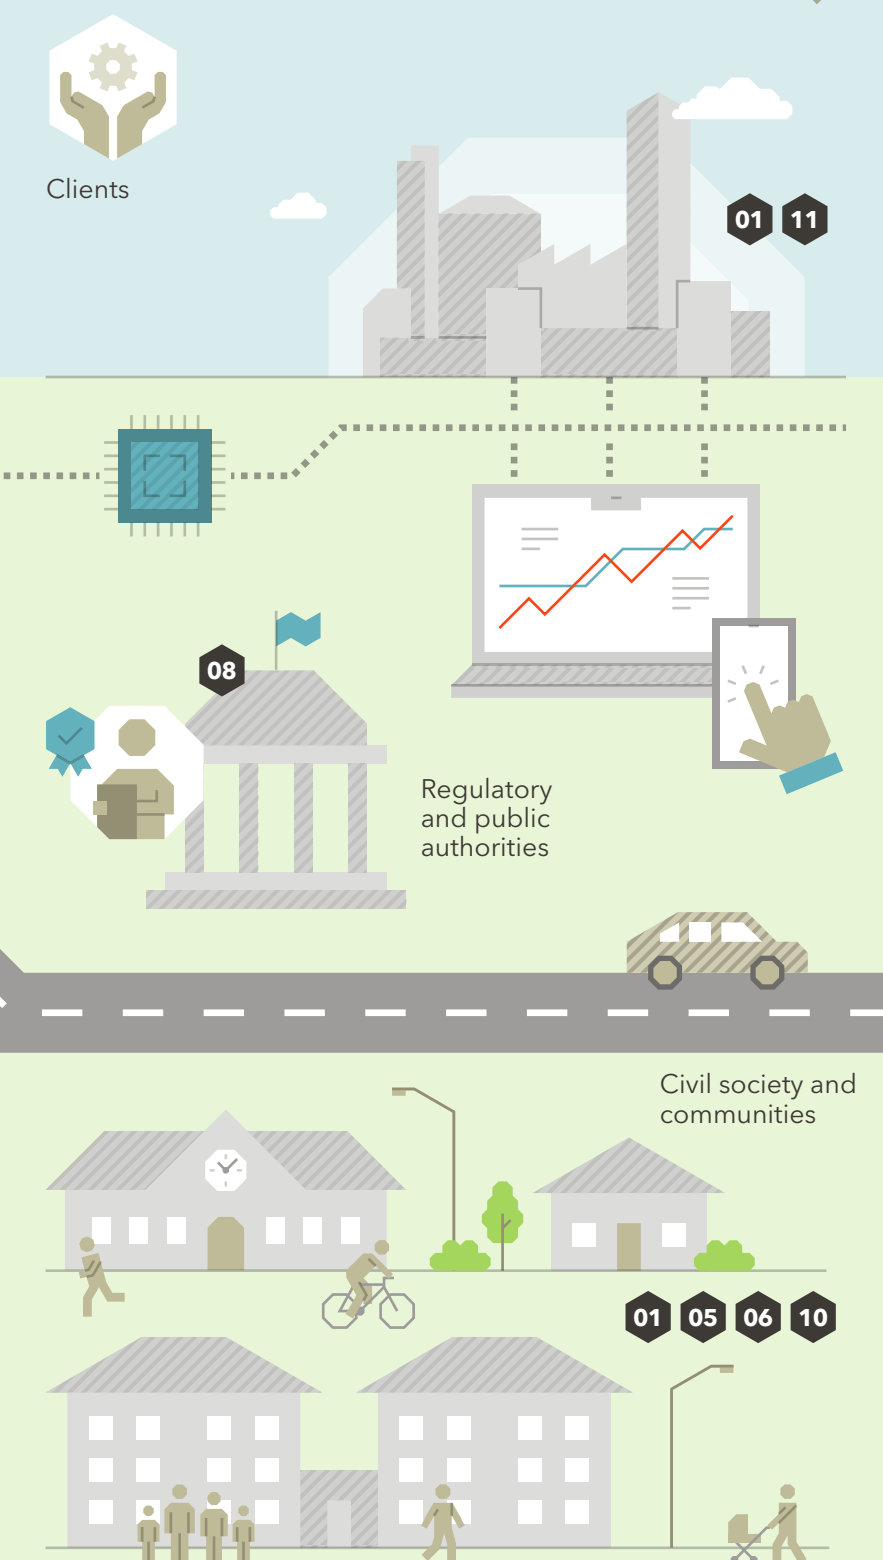 Clients
01 11
08
Regulatory
and public
authorities
Civil society and
communities
01 05 06 10